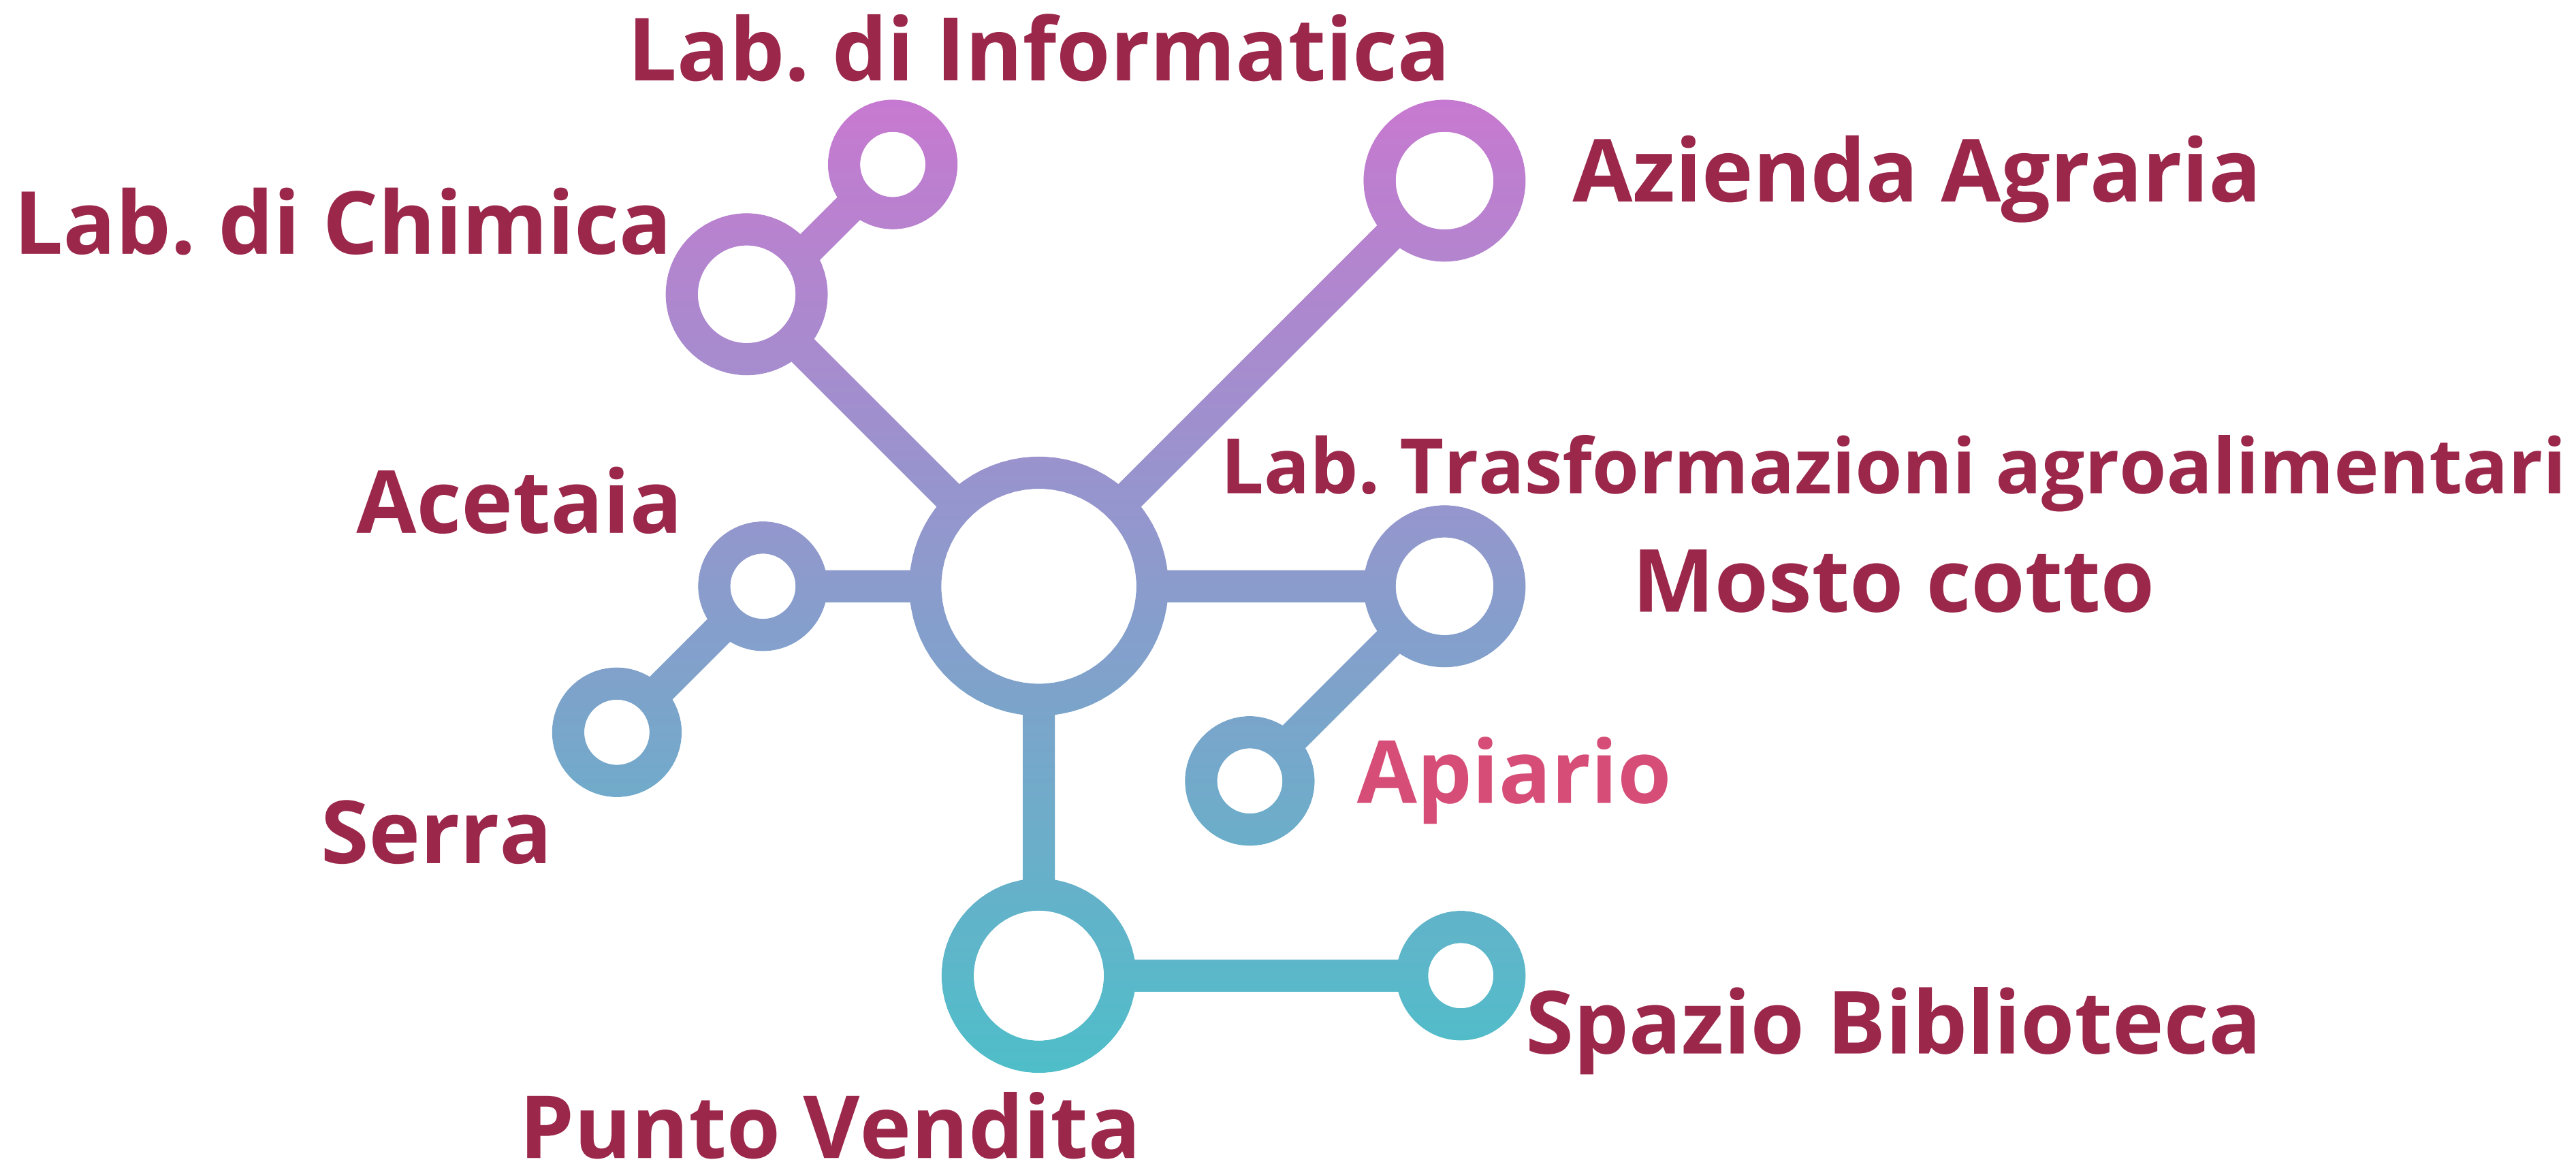 Lab. di Informatica
Azienda Agraria
Lab. di Chimica
Lab. Trasformazioni agroalimentari
Acetaia
Mosto cotto
Apiario
Serra
Spazio Biblioteca
Punto Vendita